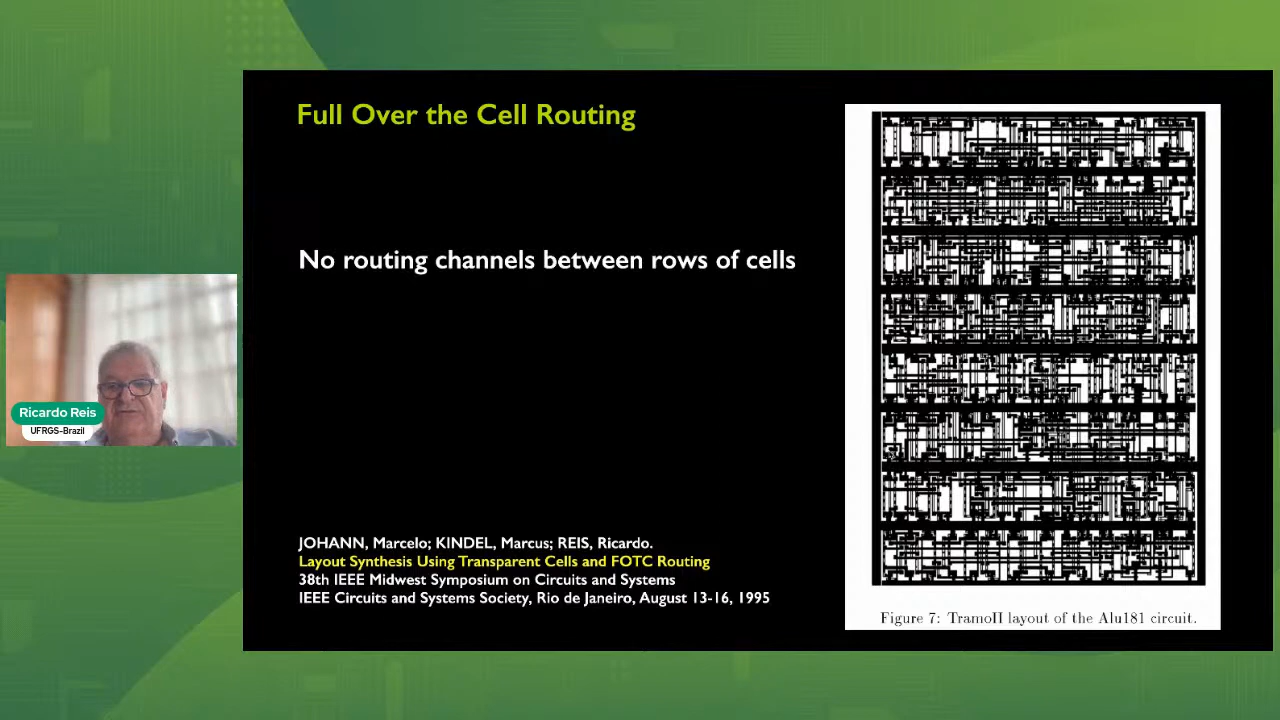 Full Over the Cell Routing
No routing channels between rows of cells
Ricardo Reis
UFRGS-Brazil
JOHANN, Marcelo; KINDEL, Marcus; REIS, Ricardo.
Layout Synthesis Using Transparent Cells and FOTC Routing
38th IEEE Midwest Symposium on Circuits and Systems
IEEE Circuits and Systems Society, Rio de Janeiro, August 13-16, 1995
Figure 7: TramoII layout of the Alu181 circuit.